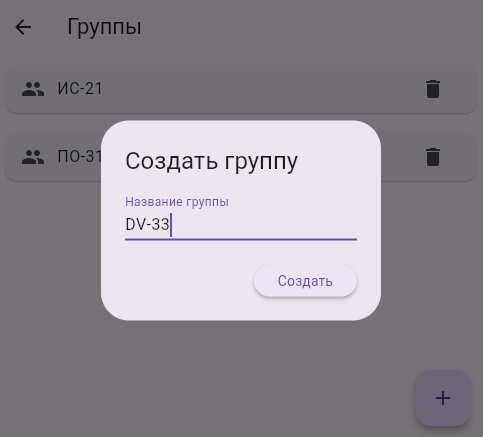 Группы
ИС-21
ПО-31
Создать группу
Название группы
DV-33
Создать